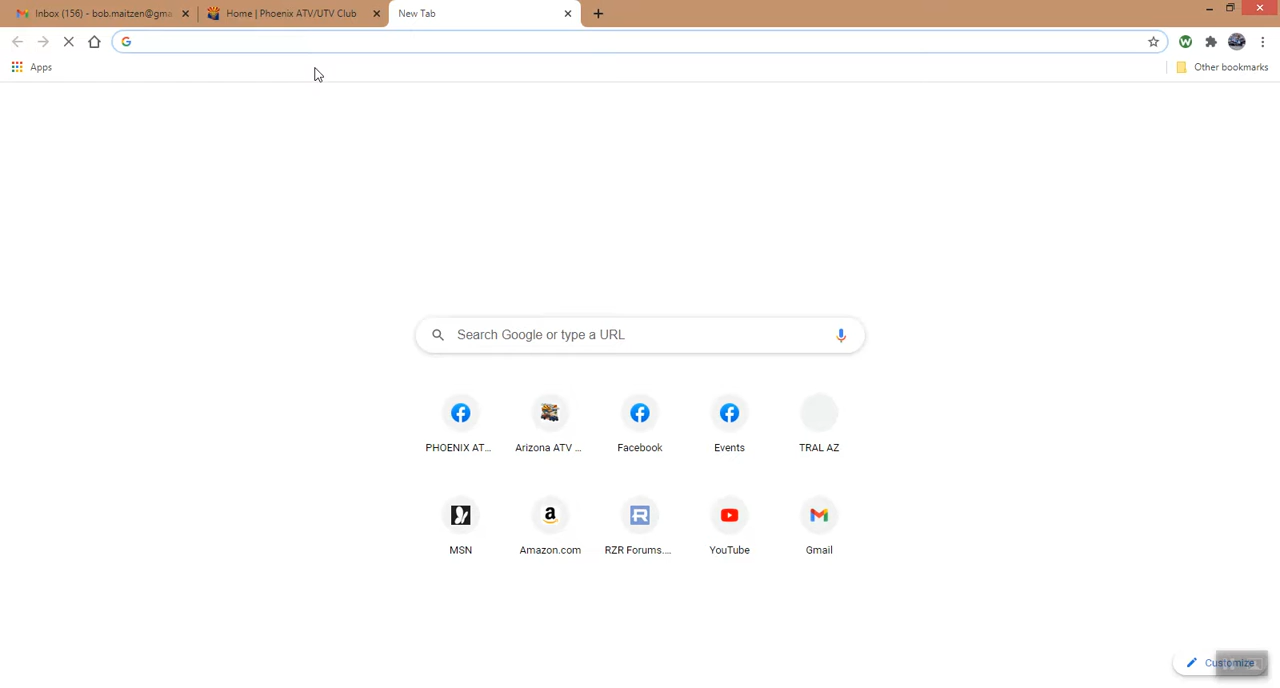 Inbox (156) - bob.maitzen@gma
Home | Phoenix ATV/UTV Club
New Tab
Apps
Other bookmarks
Search Google or type a URL
PHOENIX AT...
Arizona ATV ...
Facebook
Events
TRAL AZ
MSN
Amazon.com
RZR Forums....
YouTube
Gmail
Customize